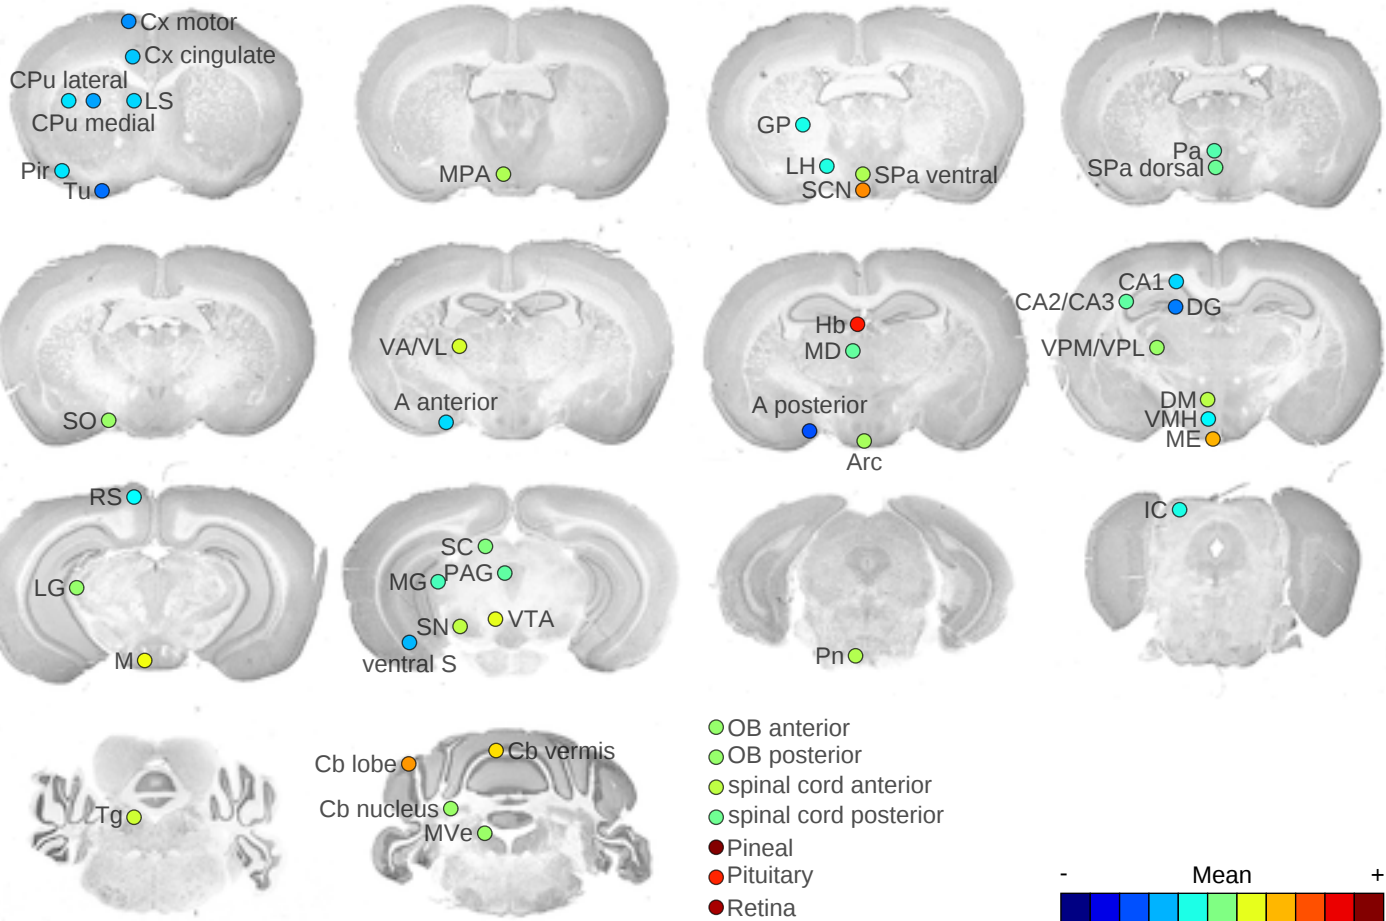 Cx motor
Cx cingulate
CPu lateral
LS
CPu medial
Pir
Tu
MPA
GP
LH
SPa ventral
SCN
Pa
SPa dorsal
SO
VA/VL
A anterior
Hb
MD
A posterior
Arc
CA1
CA2/CA3
DG
VPM/VPL
DM
VMH
ME
RS
LG
M
SC
MG
PAG
SN
VTA
ventral S
Pn
IC
Tg
Cb lobe
Cb vermis
Cb nucleus
MVe
OB anterior
OB posterior
spinal cord anterior
spinal cord posterior
Pineal
Pituitary
Retina
- Mean +